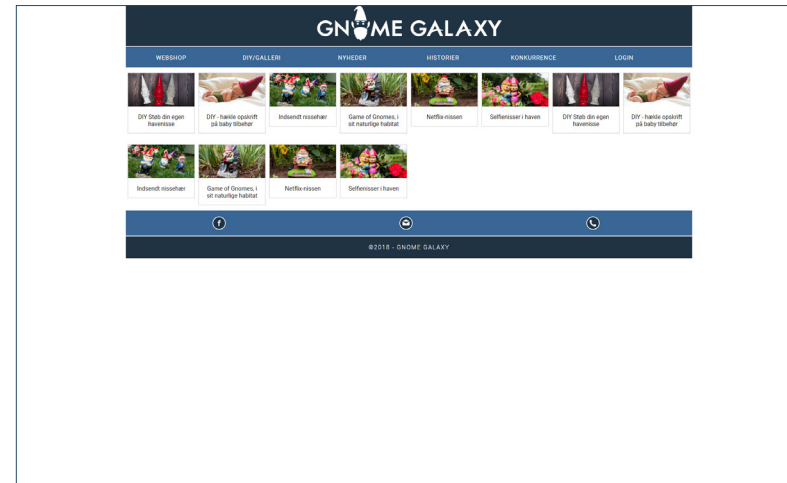 GNOME GALAXY
WEBSHOP DIY/GALLERI NYHEDER HISTORIER KONKURRENCE LOGIN
DIY Støb din egen
havenisse
DIY - hækle opskrift
på baby tilbehør
Indsendt nissehær
Game of Gnomes, i
sit naturlige habitat
Netflix-nissen
Selfienisser i haven
DIY Støb din egen
havenisse
DIY - hækle opskrift
på baby tilbehør
Indsendt nissehær
Game of Gnomes, i
sit naturlige habitat
Netflix-nissen
Selfienisser i haven
©2018 - GNOME GALAXY